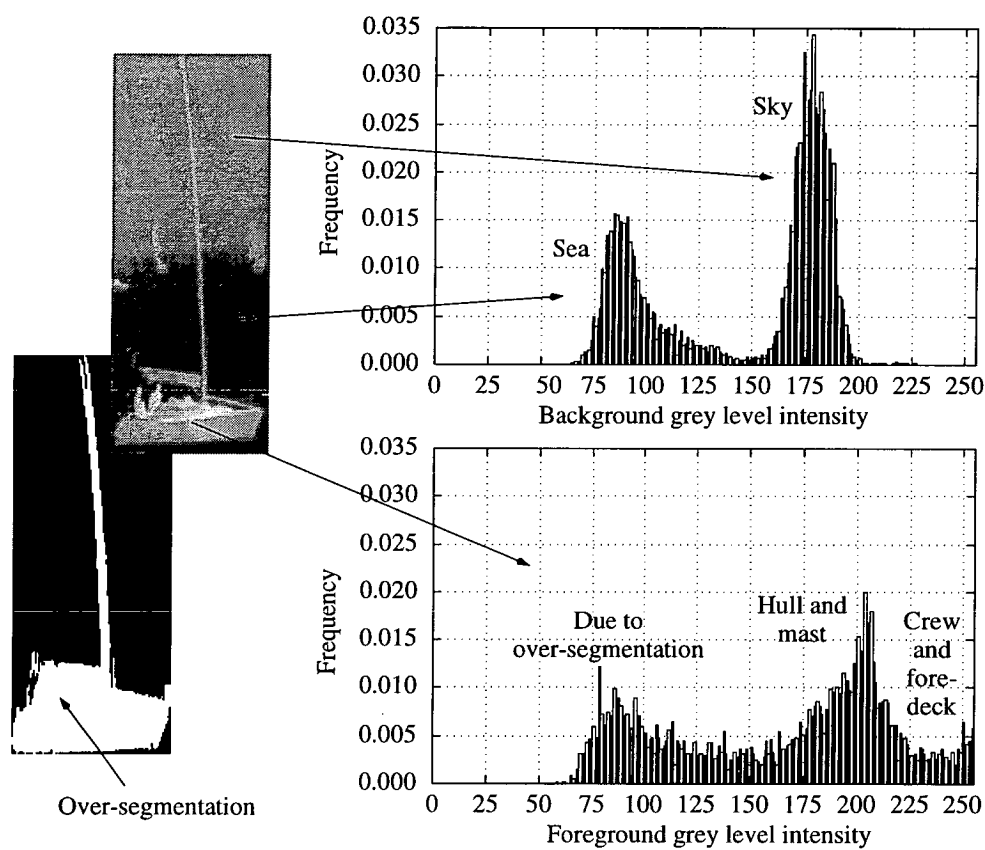 0.035
0.030
0.025
0.020
0.015
0.010
0.005
0.000
Frequency
Sky
Sea
0 25 50 75 100 125 150 175 200 225 250
Background grey level intensity
0.035
0.030
0.025
0.020
0.015
0.010
0.005
0.000
Frequency
Due to
over-segmentation
Hull and
mast
Crew
and
fore-
deck
0 25 50 75 100 125 150 175 200 225 250
Foreground grey level intensity
Over-segmentation